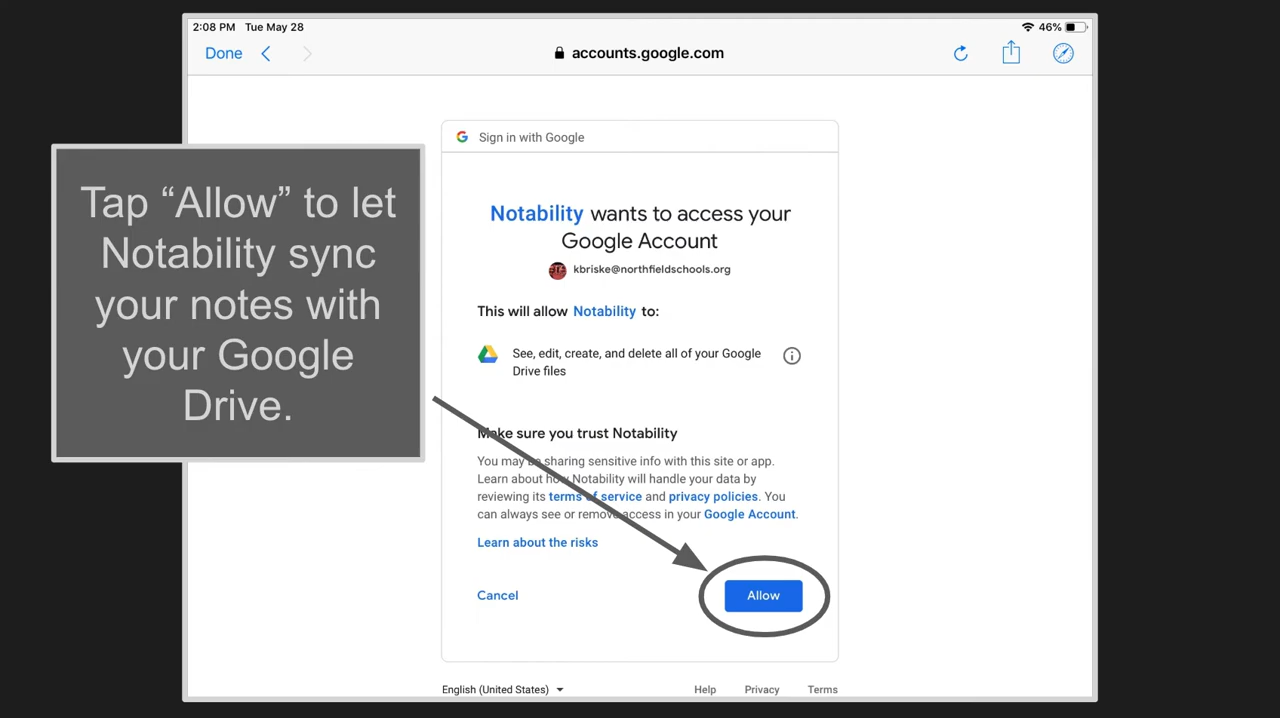 2:08 PM Tue May 28
46%
Done
accounts.google.com
Sign in with Google
Tap “Allow” to let
Notability sync
your notes with
your Google
Drive.
Notability wants to access your
Google Account
kbriske@northfieldschools.org
This will allow Notability to:
See, edit, create, and delete all of your Google
Drive files
Make sure you trust Notability
You may be sharing sensitive info with this site or app.
Learn about how Notability will handle your data by
reviewing its terms of service and privacy policies. You
can always see or remove access in your Google Account.
Learn about the risks
Cancel
Allow
English (United States)
Help
Privacy
Terms